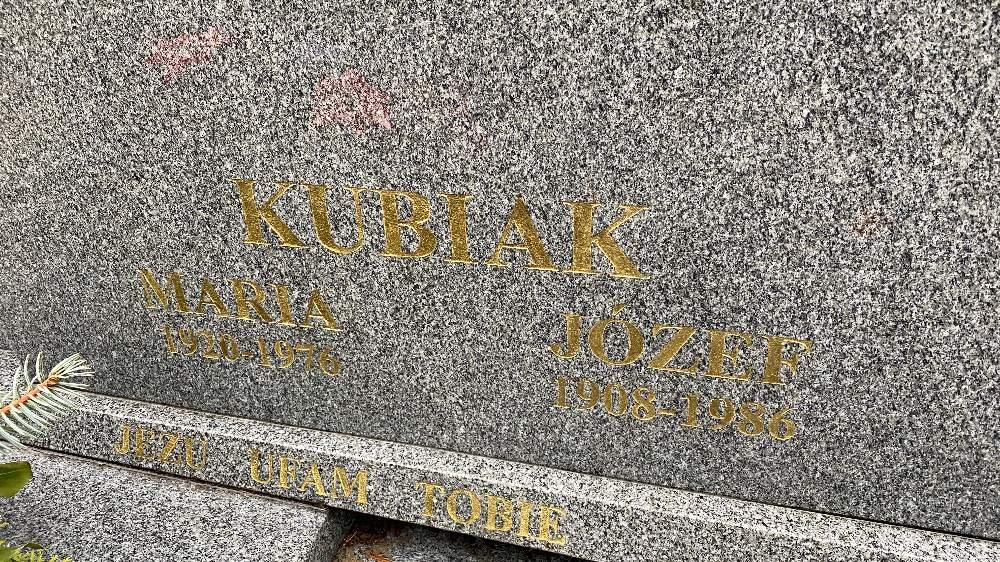 KUBIAK
MARIA
1920-1976
JÓZEF
1908-1986
JEZU UFAM TOBIE